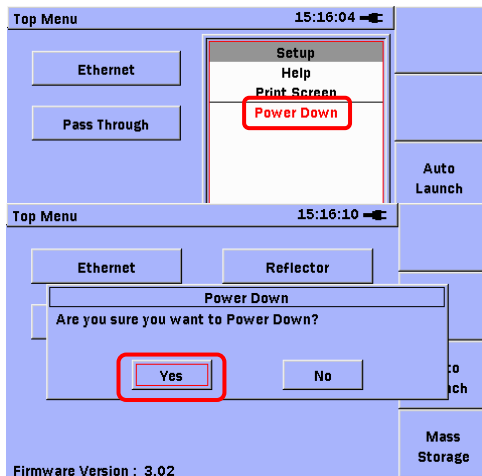 Top Menu 15:16:04
Setup
Ethernet
Help
Print Screen
Power Down
Pass Through
Auto
Launch
Top Menu 15:16:10
Ethernet Reflector
Power Down
Are you sure you want to Power Down?
Yes No
Mass
Storage
Firmware Version : 3.02